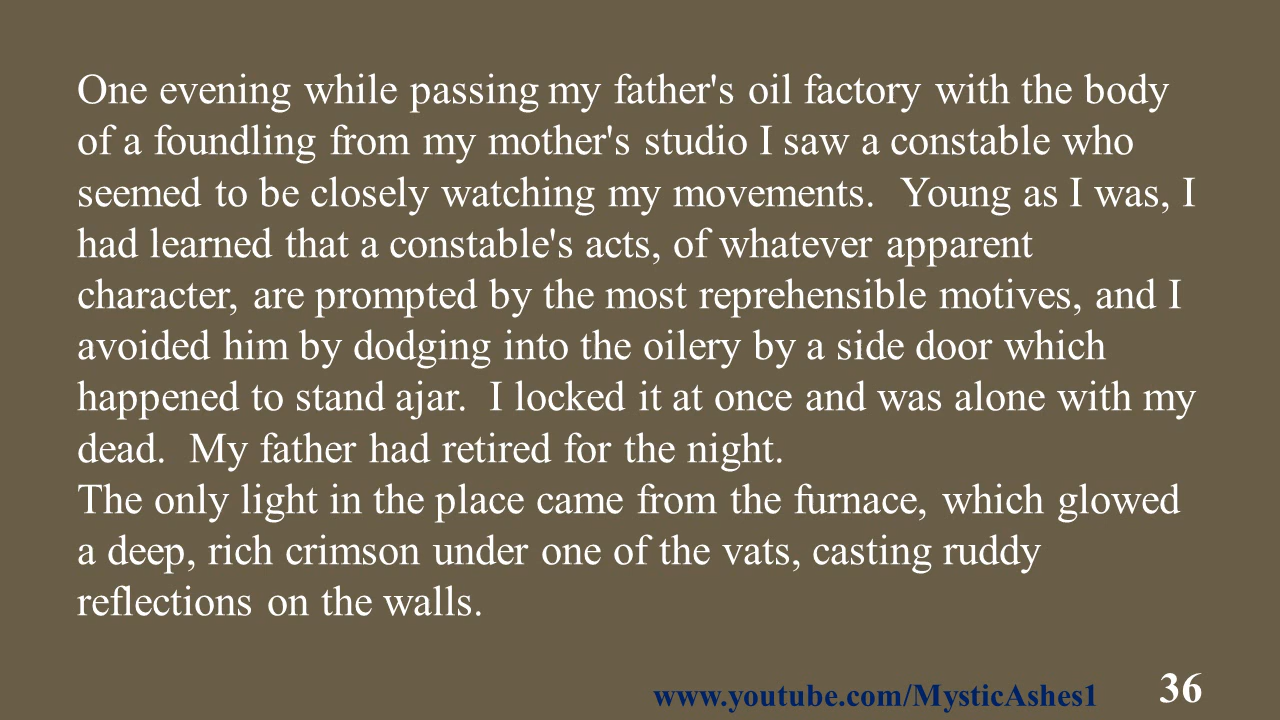 One evening while passing my father's oil factory with the body
of a foundling from my mother's studio I saw a constable who
seemed to be closely watching my movements.  Young as I was, I
had learned that a constable's acts, of whatever apparent
character, are prompted by the most reprehensible motives, and I
avoided him by dodging into the oilery by a side door which
happened to stand ajar.  I locked it at once and was alone with my
dead.  My father had retired for the night.
The only light in the place came from the furnace, which glowed
a deep, rich crimson under one of the vats, casting ruddy
reflections on the walls.
www.youtube.com/MysticAshes1
36